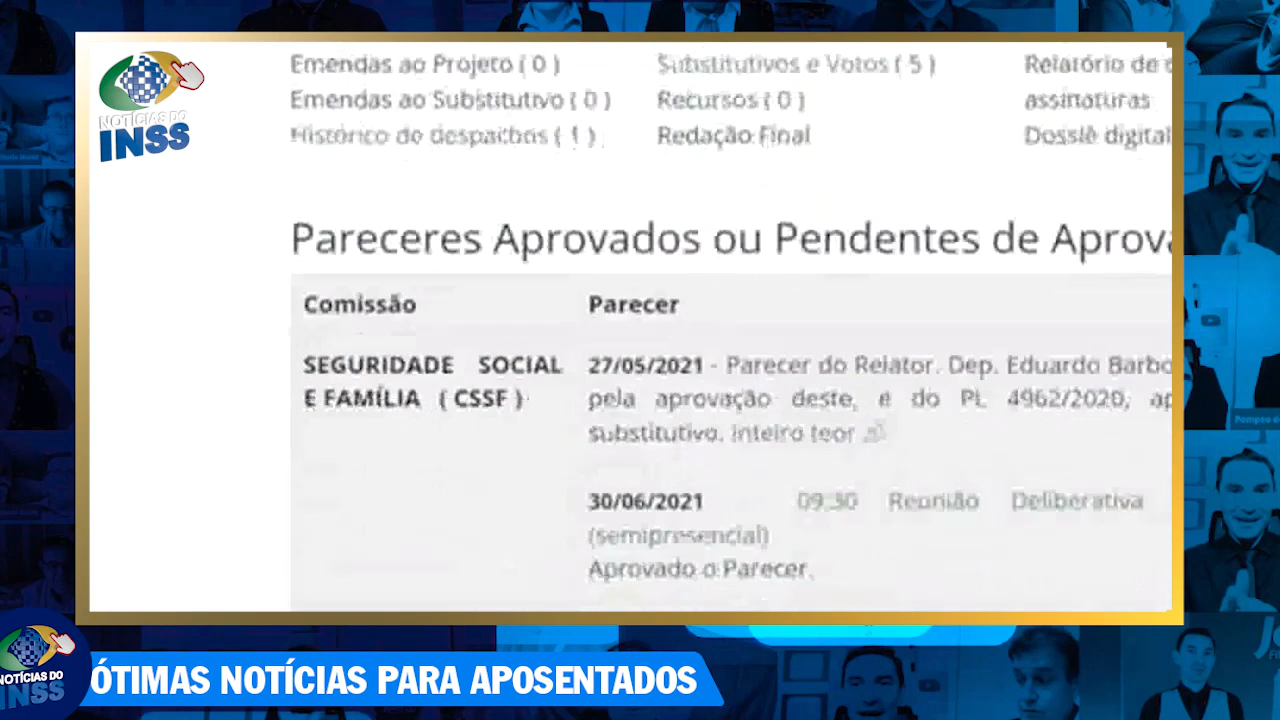 NOTÍCIAS DO
INSS
Emendas ao Projeto ( 0 )
Substitutivos e Votos ( 5 )
Relatório de
Emendas ao Substitutivo ( 0 )
Recursos ( 0 )
assinaturas
Histórico de despachos ( 1 )
Redação Final
Dossiê digital
Pareceres Aprovados ou Pendentes de Aprova
Comissão
Parecer
SEGURIDADE SOCIAL
E FAMÍLIA ( CSSF )
27/05/2021 - Parecer do Relator, Dep. Eduardo Barbo
pela aprovação deste, e do PL 4962/2020, ap
substitutivo. Inteiro teor
30/06/2021 09:30 Reunião Deliberativa
(semipresencial)
Aprovado o Parecer.
NOTÍCIAS DO
INSS
ÓTIMAS NOTÍCIAS PARA APOSENTADOS